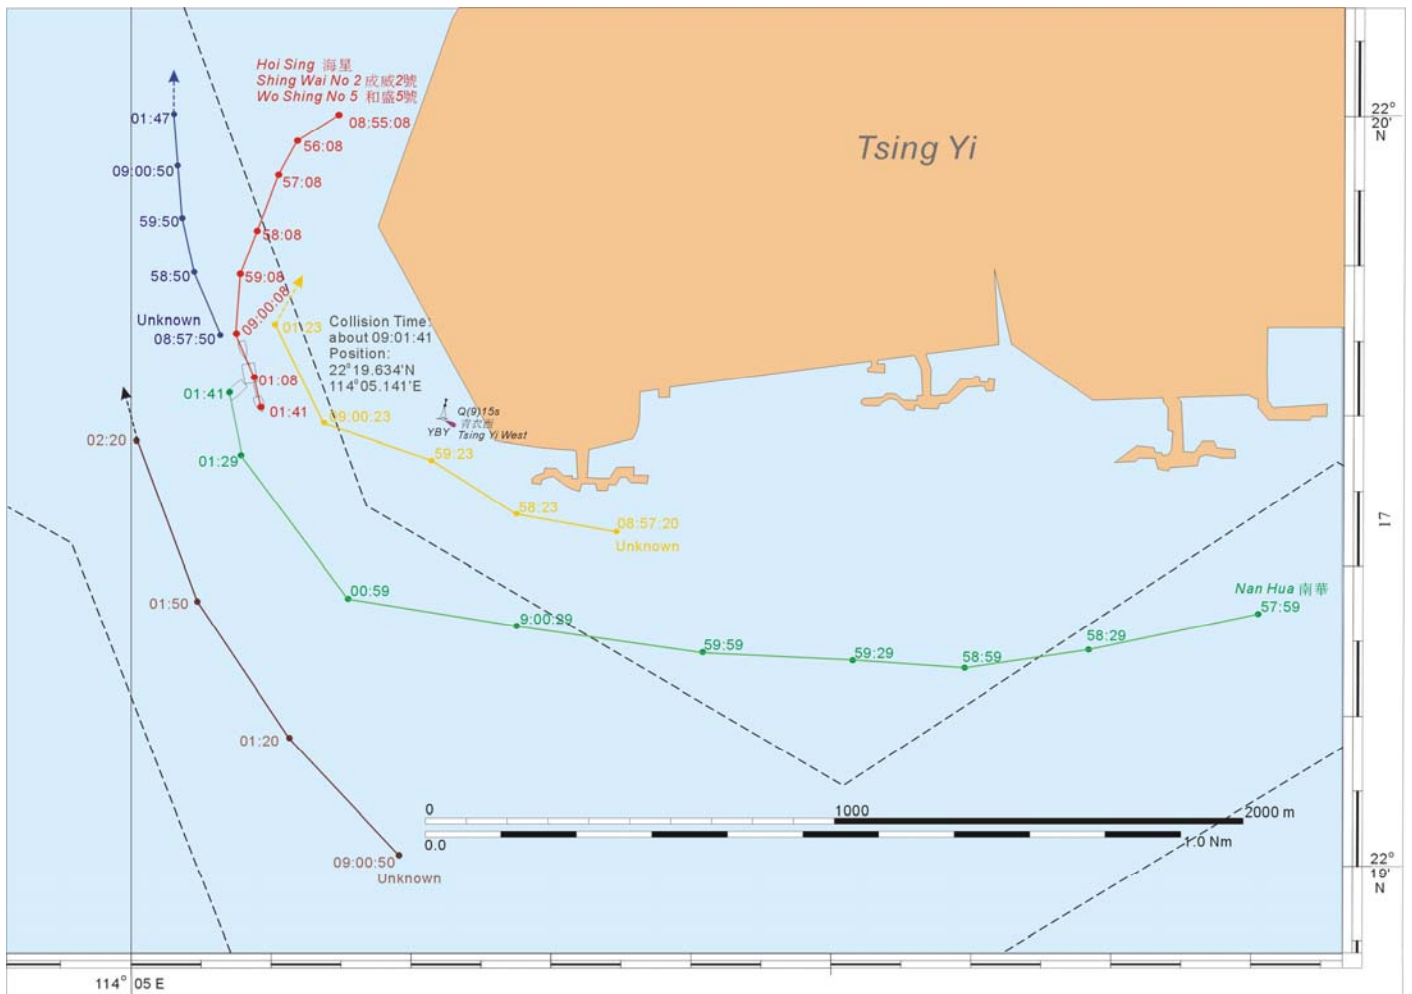 Hoi Sing 海星
Shing Wai No 2 成威2號
Wo Shing No 5 和盛5號
08:55:08
56:08
57:08
58:08
59:08
09:00:08
01:08
01:41
01:47
09:00:50
59:50
58:50
Unknown
08:57:50
Tsing Yi
22°
20'
N
01:23
Collision Time:
about 09:01:41
Position:
22°19.634'N
114°05.141'E
09:00:23
59:23
58:23
08:57:20
Unknown
Q(9)15s
YBY
Tsing Yi West
01:41
01:29
00:59
9:00:29
59:59
59:29
58:59
58:29
Nan Hua 南華
57:59
02:20
01:50
01:20
09:00:50
Unknown
17
0
1000
2000 m
0.0
1.0 Nm
22°
19'
N
114° 05 E